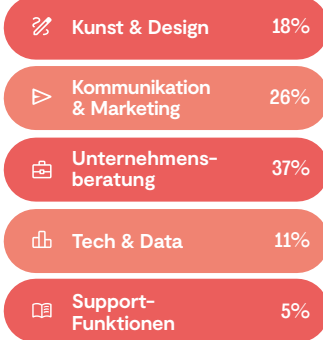 Kunst & Design 18%
Kommunikation
& Marketing 26%
Unternehmens-
beratung 37%
Tech & Data 11%
Support-
Funktionen 5%